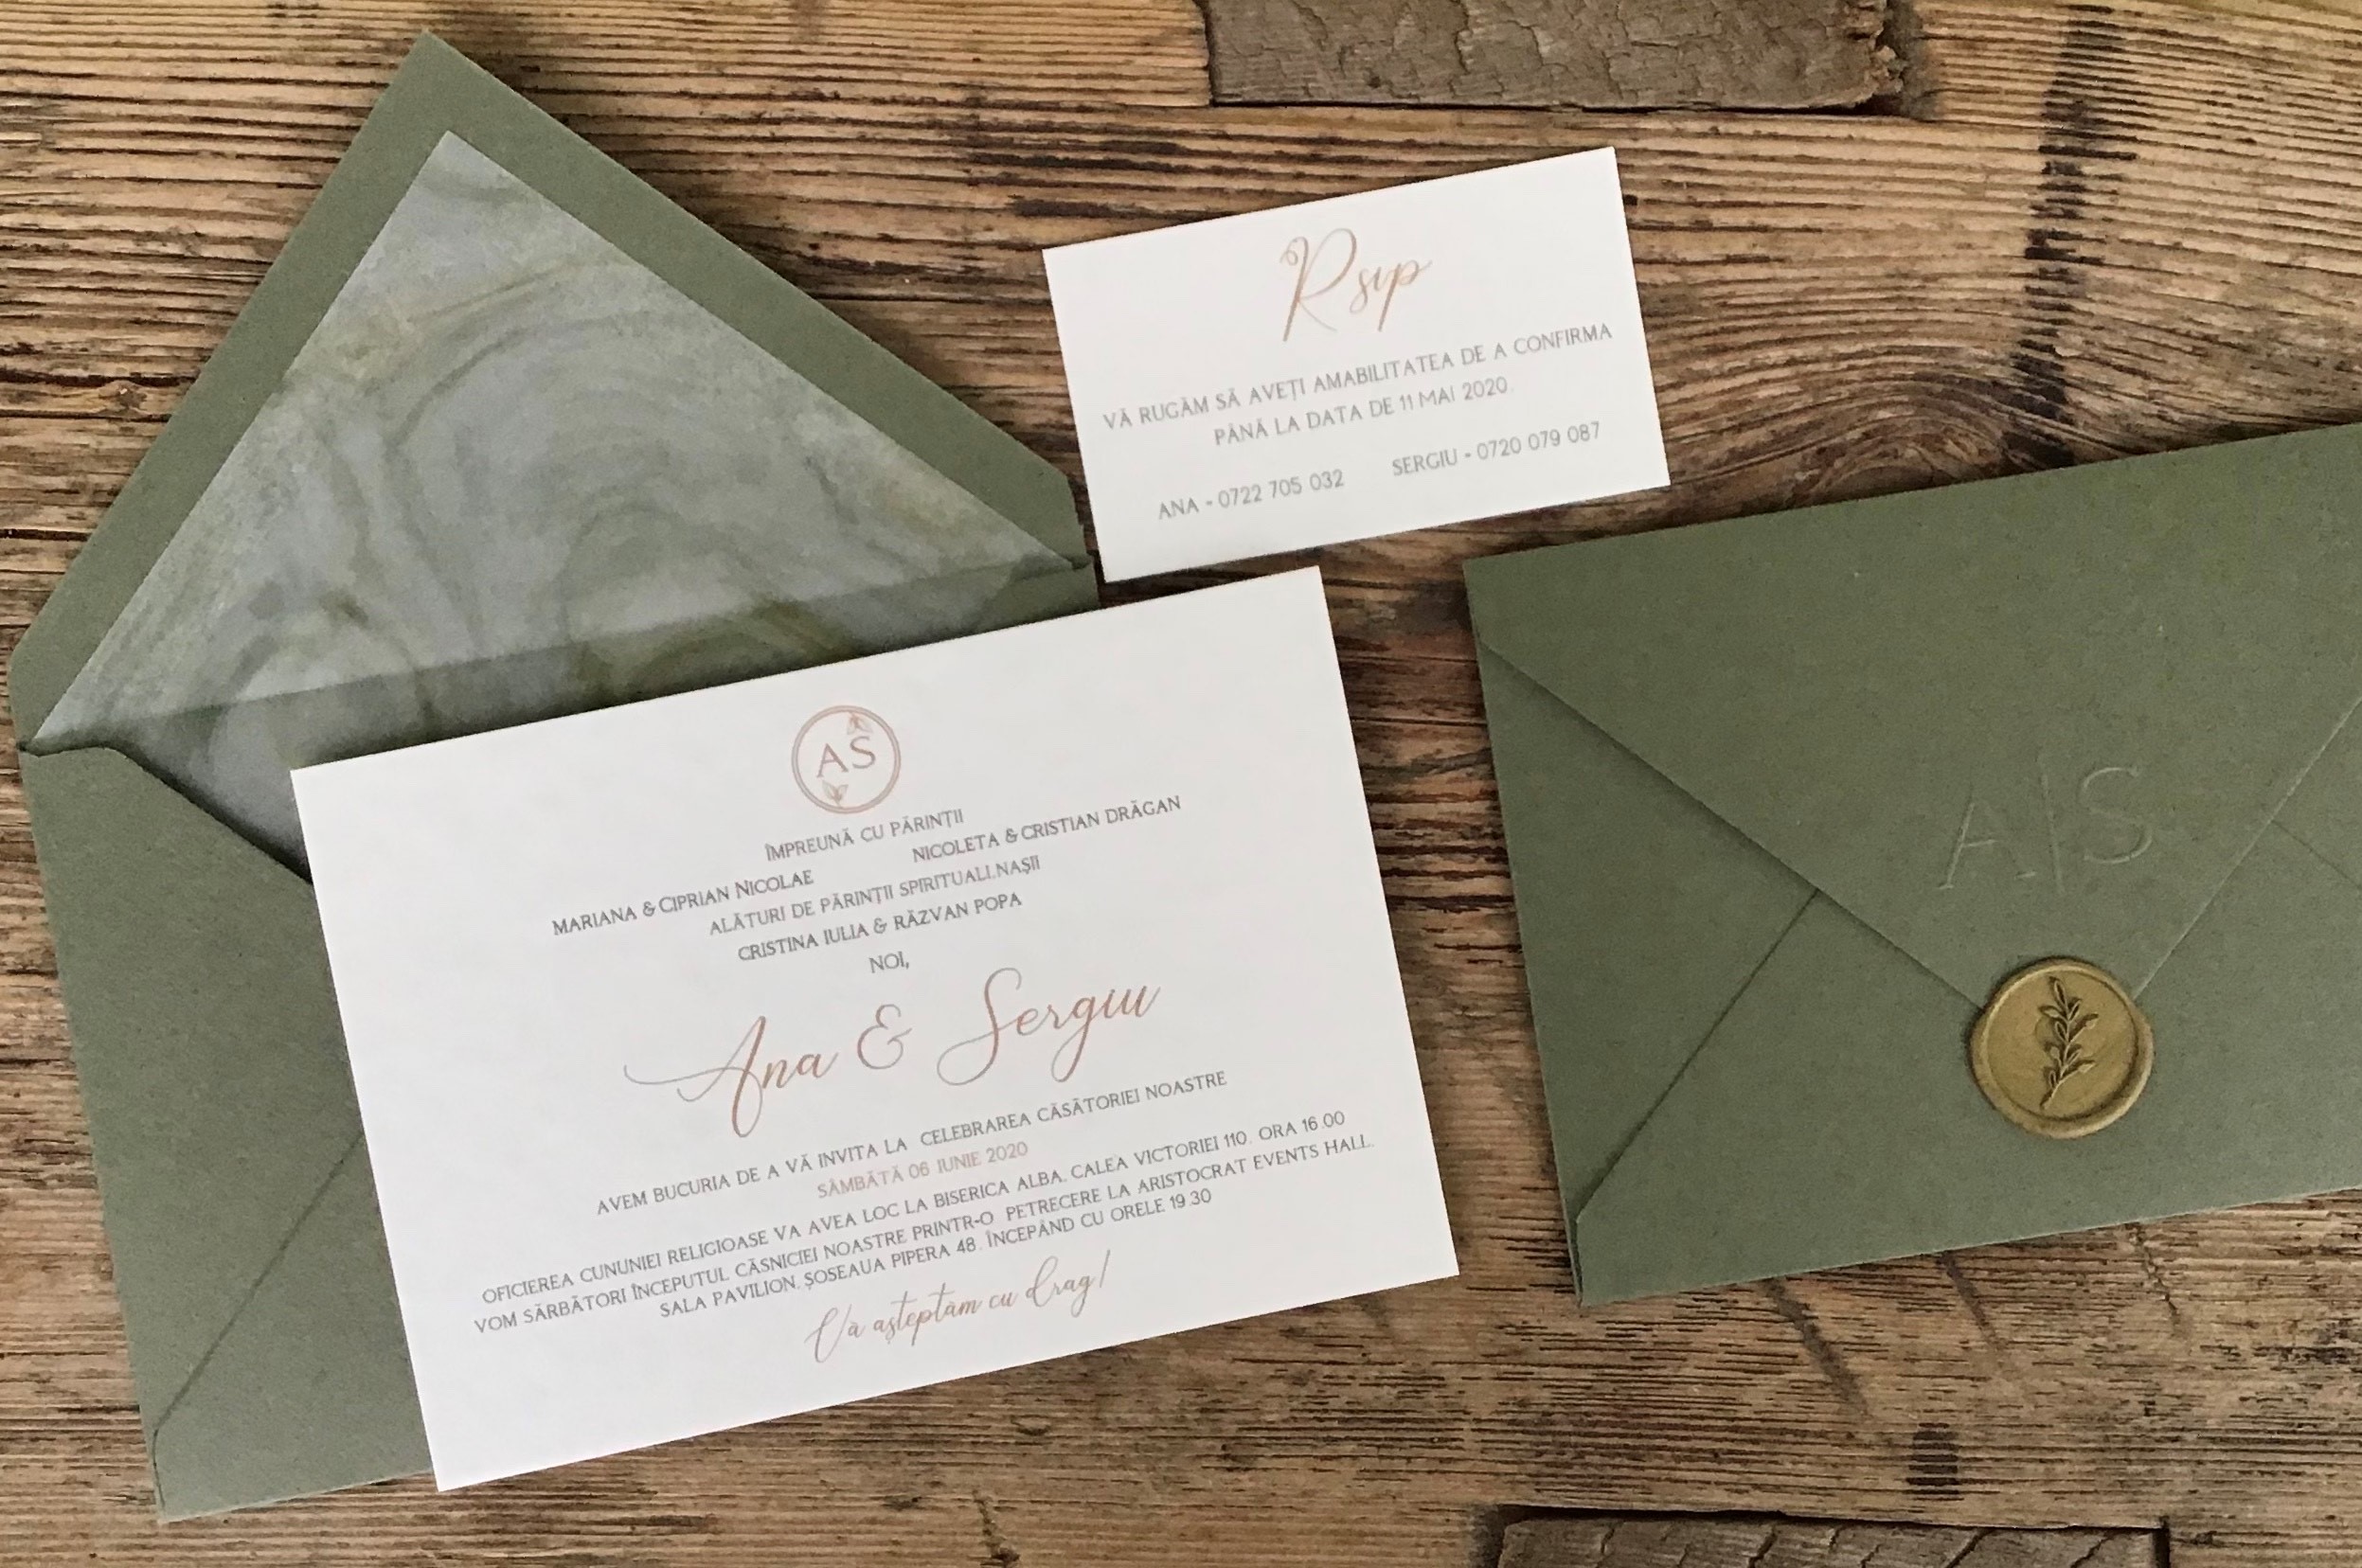 Rsvp
VĂ RUGĂM SĂ AVEȚI AMABILITATEA DE A CONFIRMA
PÂNĂ LA DATA DE 11 MAI 2020.
ANA - 0722 705 032 SERGIU - 0720 079 087
AS
ÎMPREUNĂ CU PĂRINȚII
MARIANA & CIPRIAN NICOLAE NICOLETA & CRISTIAN DRĂGAN
ALĂTURI DE PĂRINȚII SPIRITUALI,NAȘII
CRISTINA IULIA & RĂZVAN POPA
NOI,
Ana & Sergiu
AVEM BUCURIA DE A VĂ INVITA LA CELEBRAREA CĂSĂTORIEI NOASTRE
SÂMBĂTĂ 06 IUNIE 2020
OFICIEREA CUNUNIEI RELIGIOASE VA AVEA LOC LA BISERICA ALBA, CALEA VICTORIEI 110, ORA 16.00
VOM SĂRBĂTORI ÎNCEPUTUL CĂSNICIEI NOASTRE PRINTR-O PETRECERE LA ARISTOCRAT EVENTS HALL,
SALA PAVILION, ȘOSEAUA PIPERA 48, ÎNCEPÂND CU ORELE 19.30
Vă așteptăm cu drag!
A|S